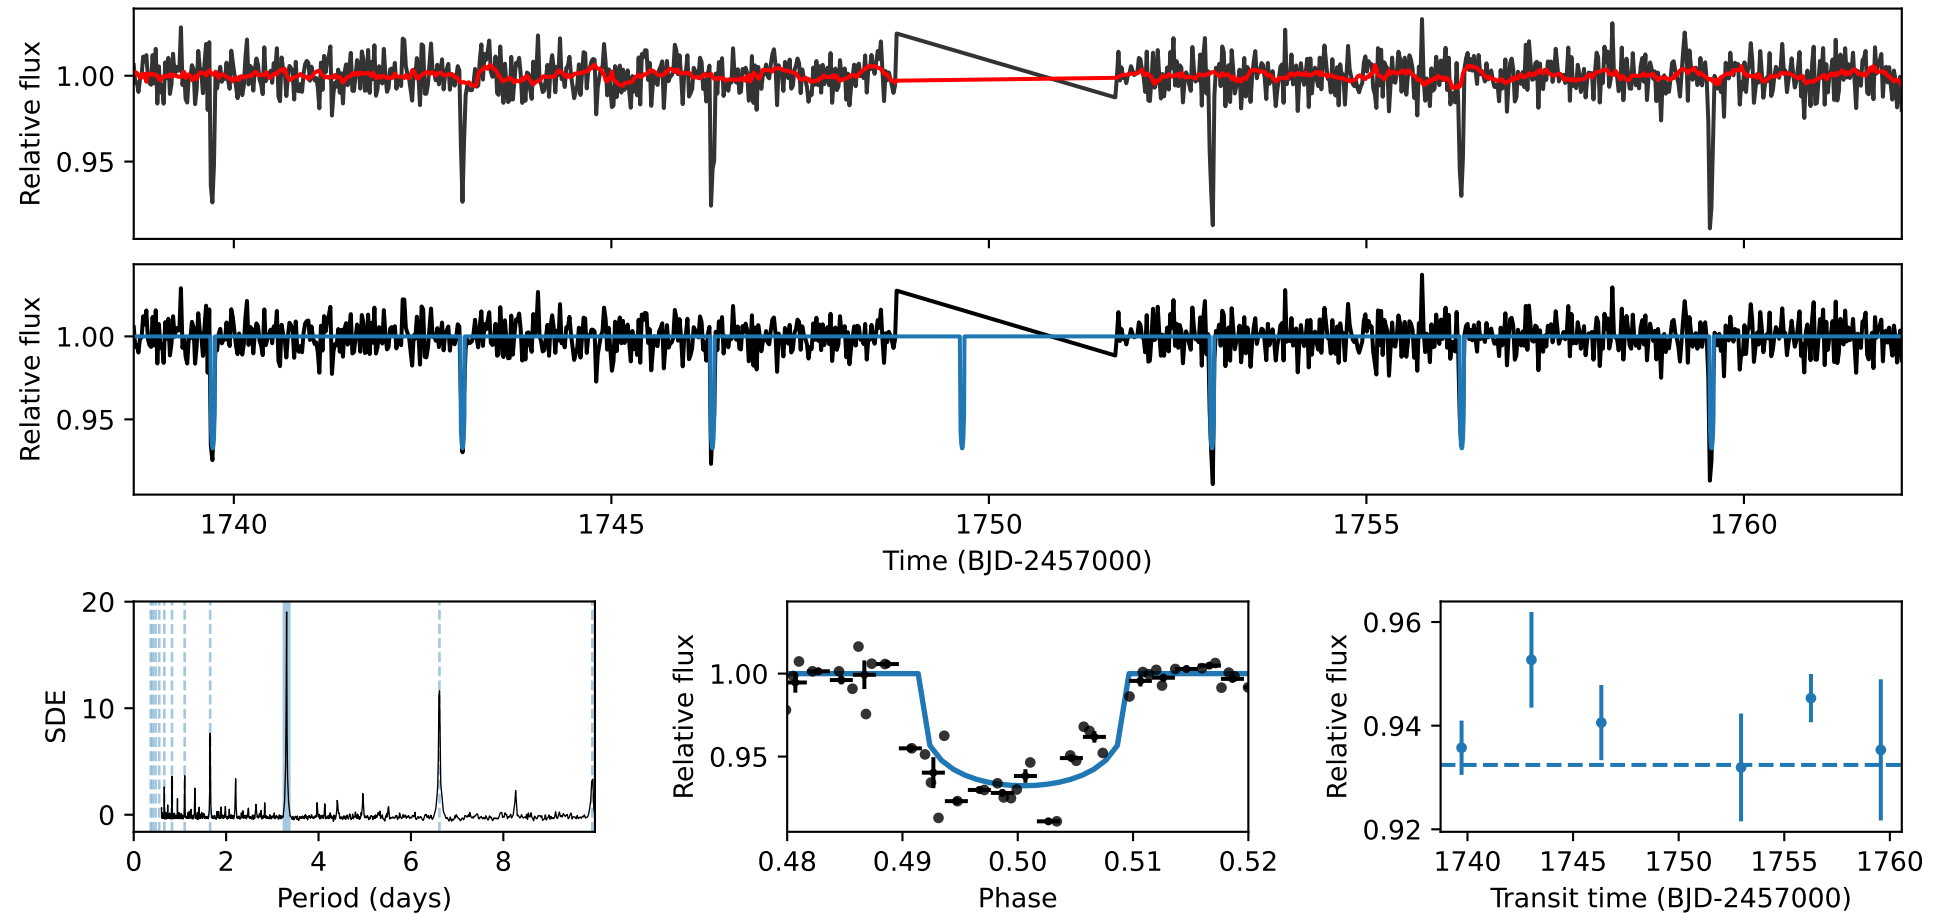 Relative flux
1.00
0.95
Relative flux
1.00
0.95
1740 1745 1750 1755 1760
Time (BJD-2457000)
SDE
20
10
0
0 2 4 6 8
Period (days)
Relative flux
1.00
0.95
0.48 0.49 0.50 0.51 0.52
Phase
Relative flux
0.96
0.94
0.92
1740 1745 1750 1755 1760
Transit time (BJD-2457000)